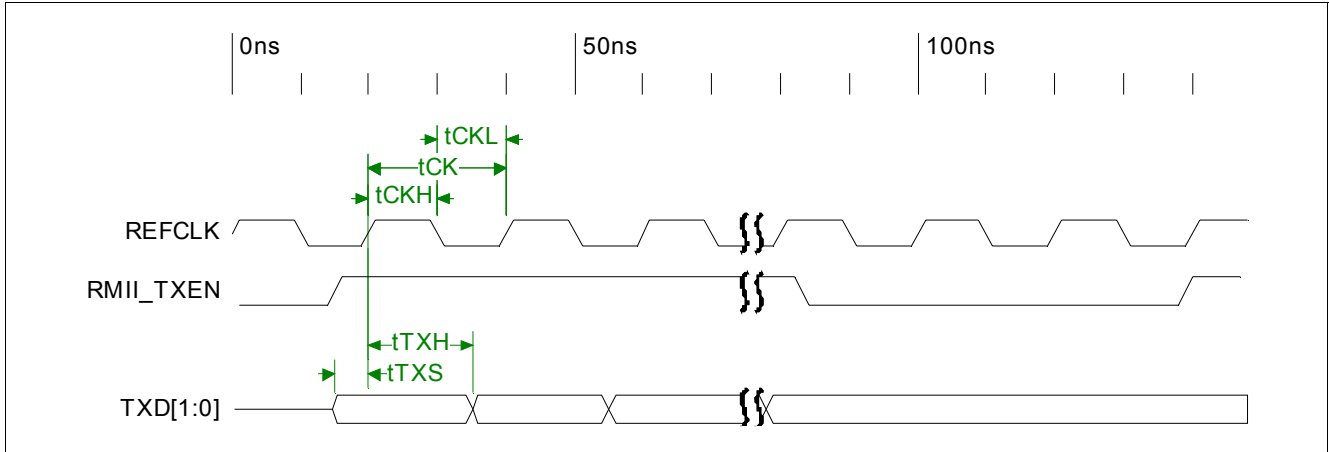 0ns 50ns 100ns
tCKL
tCK
tCKH
REFCLK
RMII_TXEN
tTXH
tTXS
TXD[1:0]